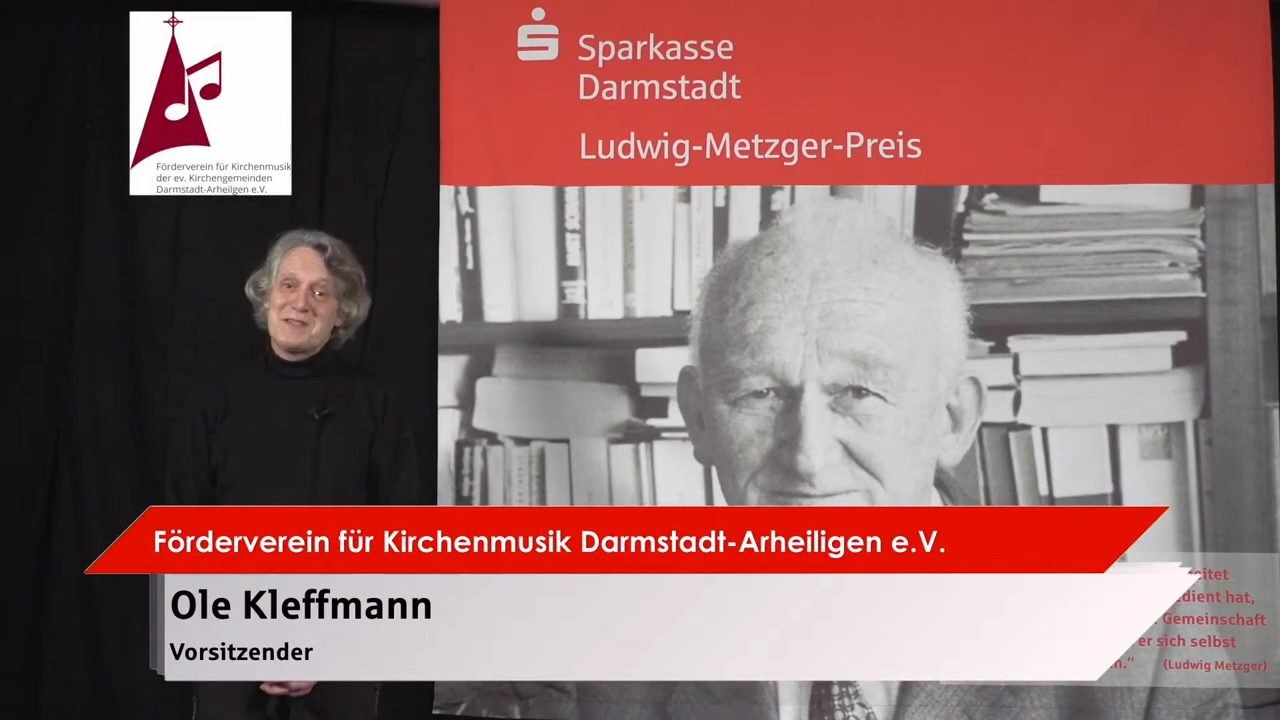 Förderverein für Kirchenmusik
der ev. Kirchengemeinden
Darmstadt-Arheilgen e.V.
Sparkasse
Darmstadt
Ludwig-Metzger-Preis
Förderverein für Kirchenmusik Darmstadt-Arheiligen e.V.
Ole Kleffmann
Vorsitzender
dient hat,
Gemeinschaft
er sich selbst
(Ludwig Metzger)